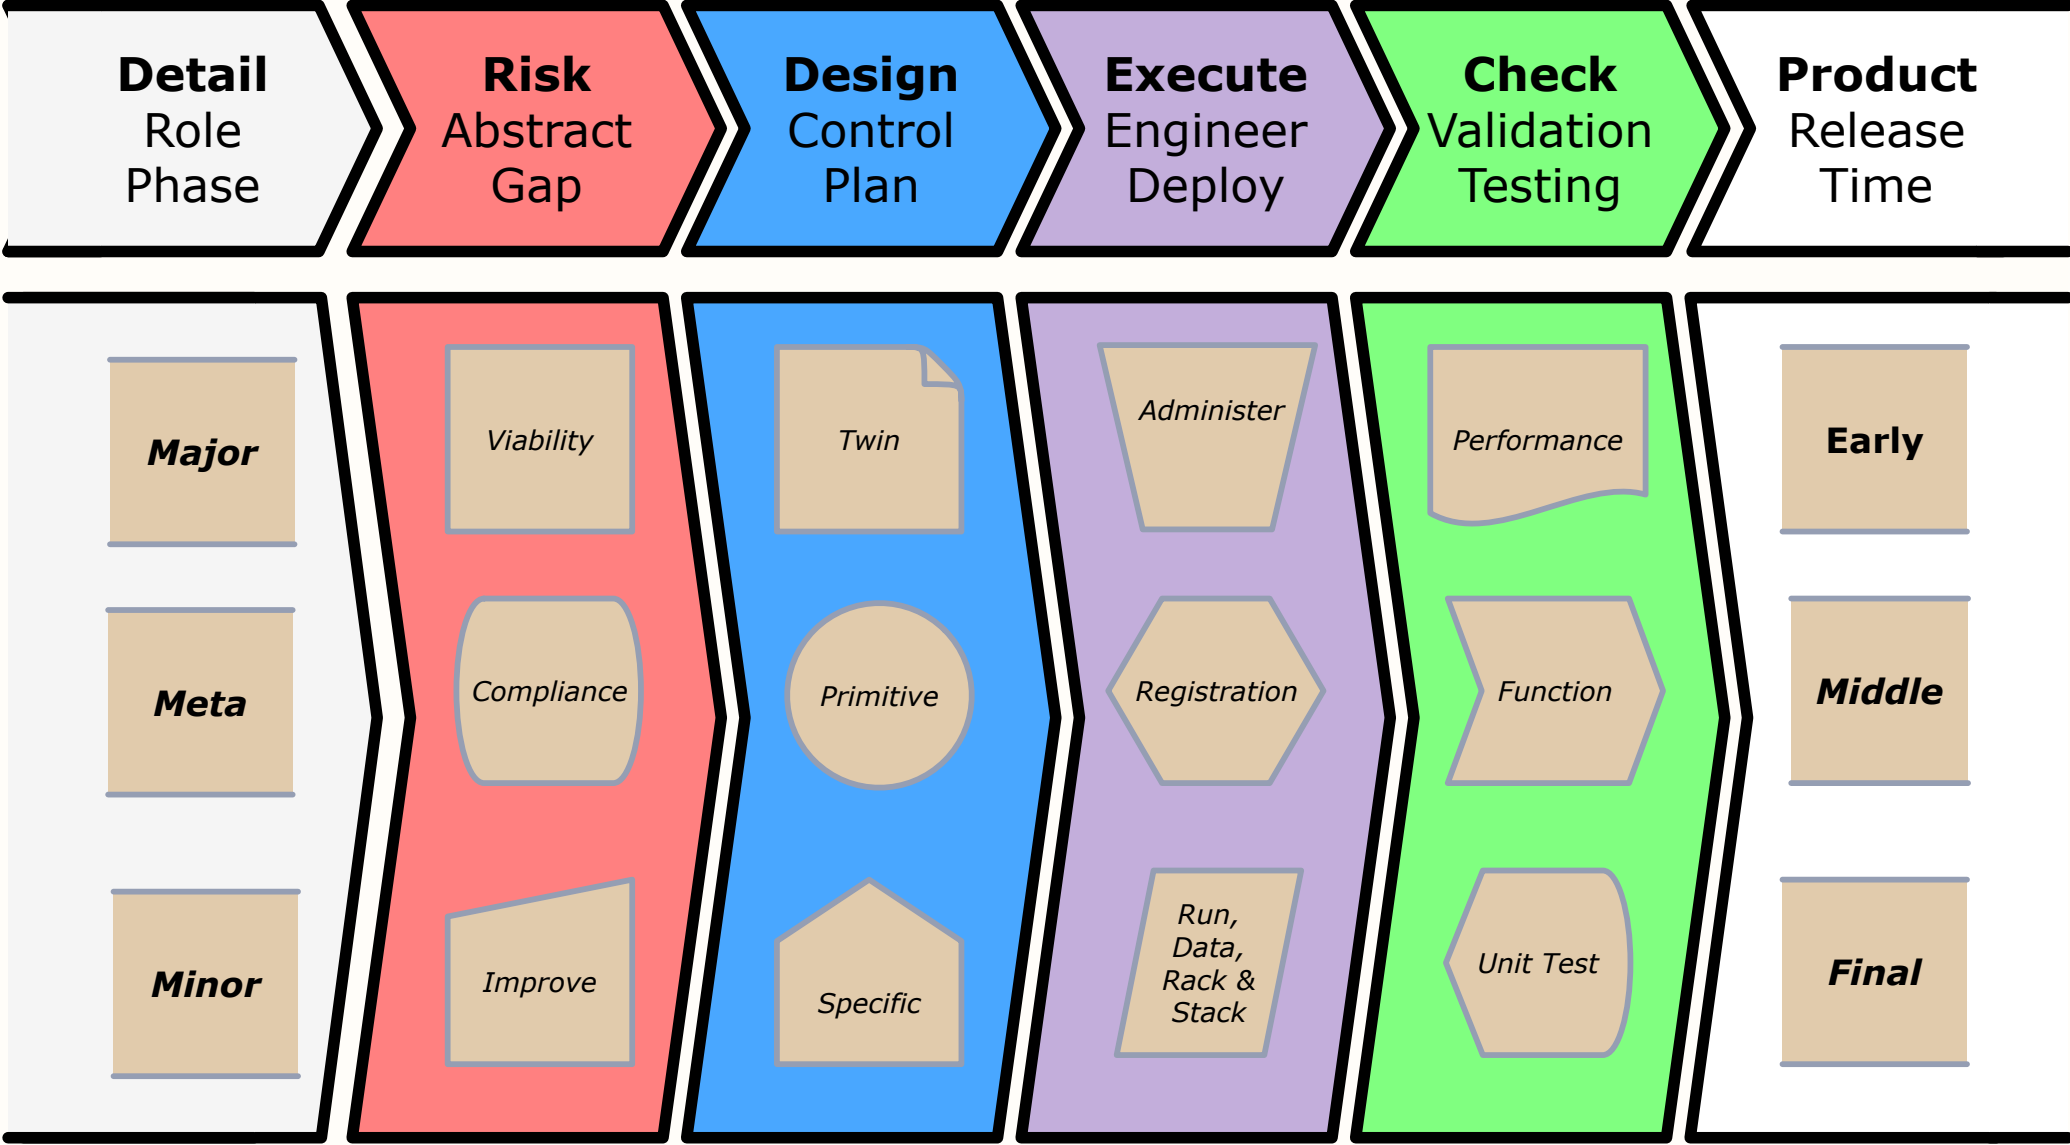 Detail
Role
Phase
Risk
Abstract
Gap
Design
Control
Plan
Execute
Engineer
Deploy
Check
Validation
Testing
Product
Release
Time
Major
Viability
Twin
Administer
Performance
Early
Meta
Compliance
Primitive
Registration
Function
Middle
Minor
Improve
Specific
Run,
Data,
Rack &
Stack
Unit Test
Final